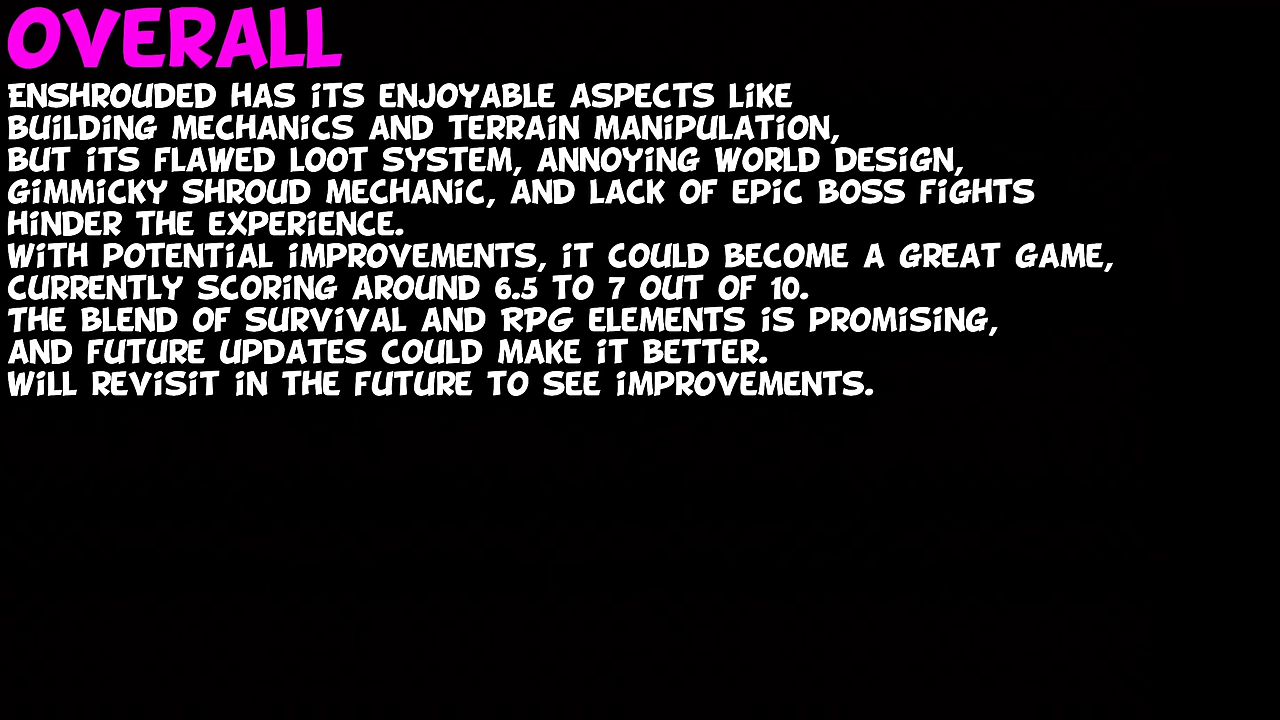 OVERALL
ENSHROUDED HAS iTS ENJOYABLE ASPECTS LiKE
BUiLDiNG MECHANiCS AND TERRAiN MANiPULATiON,
BUT iTS FLAWED LOOT SYSTEM, ANNOYiNG WORLD DESiGN,
GiMMiCKY SHROUD MECHANiC, AND LACK OF EPiC BOSS FiGHTS
HiNDER THE EXPERiENCE.
WiTH POTENTiAL iMPROVEMENTS, iT COULD BECOME A GREAT GAME,
CURRENTLY SCORiNG AROUND 6.5 TO 7 OUT OF 10.
THE BLEND OF SURViVAL AND RPG ELEMENTS iS PROMiSiNG,
AND FUTURE UPDATES COULD MAKE iT BETTER.
WiLL REViSiT iN THE FUTURE TO SEE iMPROVEMENTS.